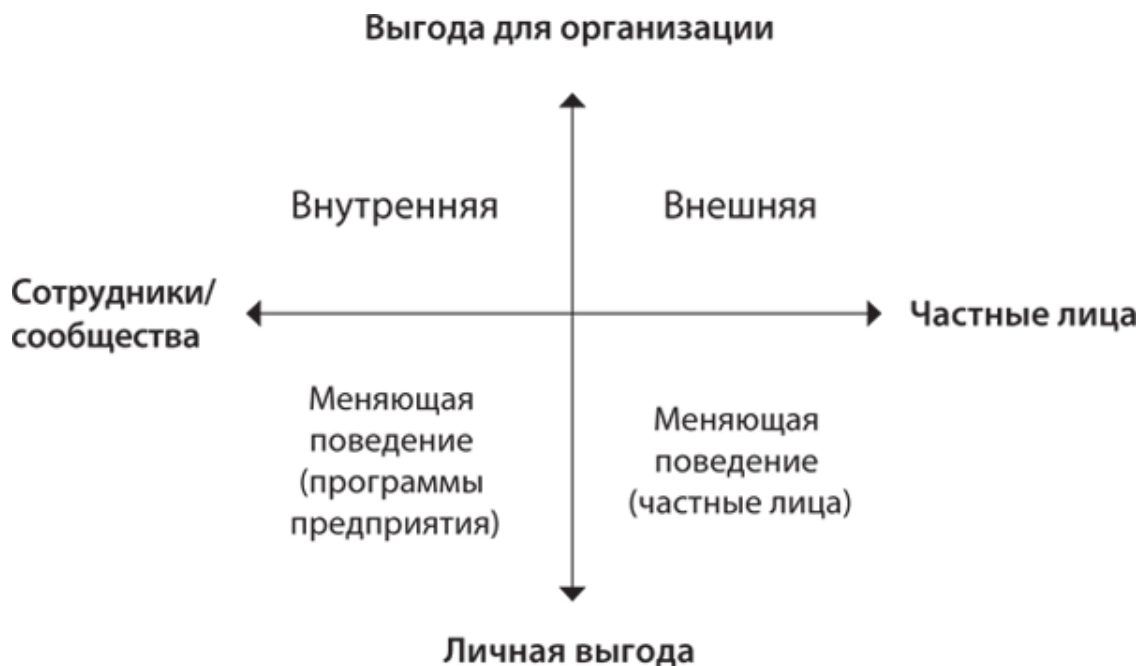 Выгода для организации
Внутренняя
Внешняя
Сотрудники/
сообщества
Частные лица
Меняющая
поведение
(программы
предприятия)
Меняющая
поведение
(частные лица)
Личная выгода